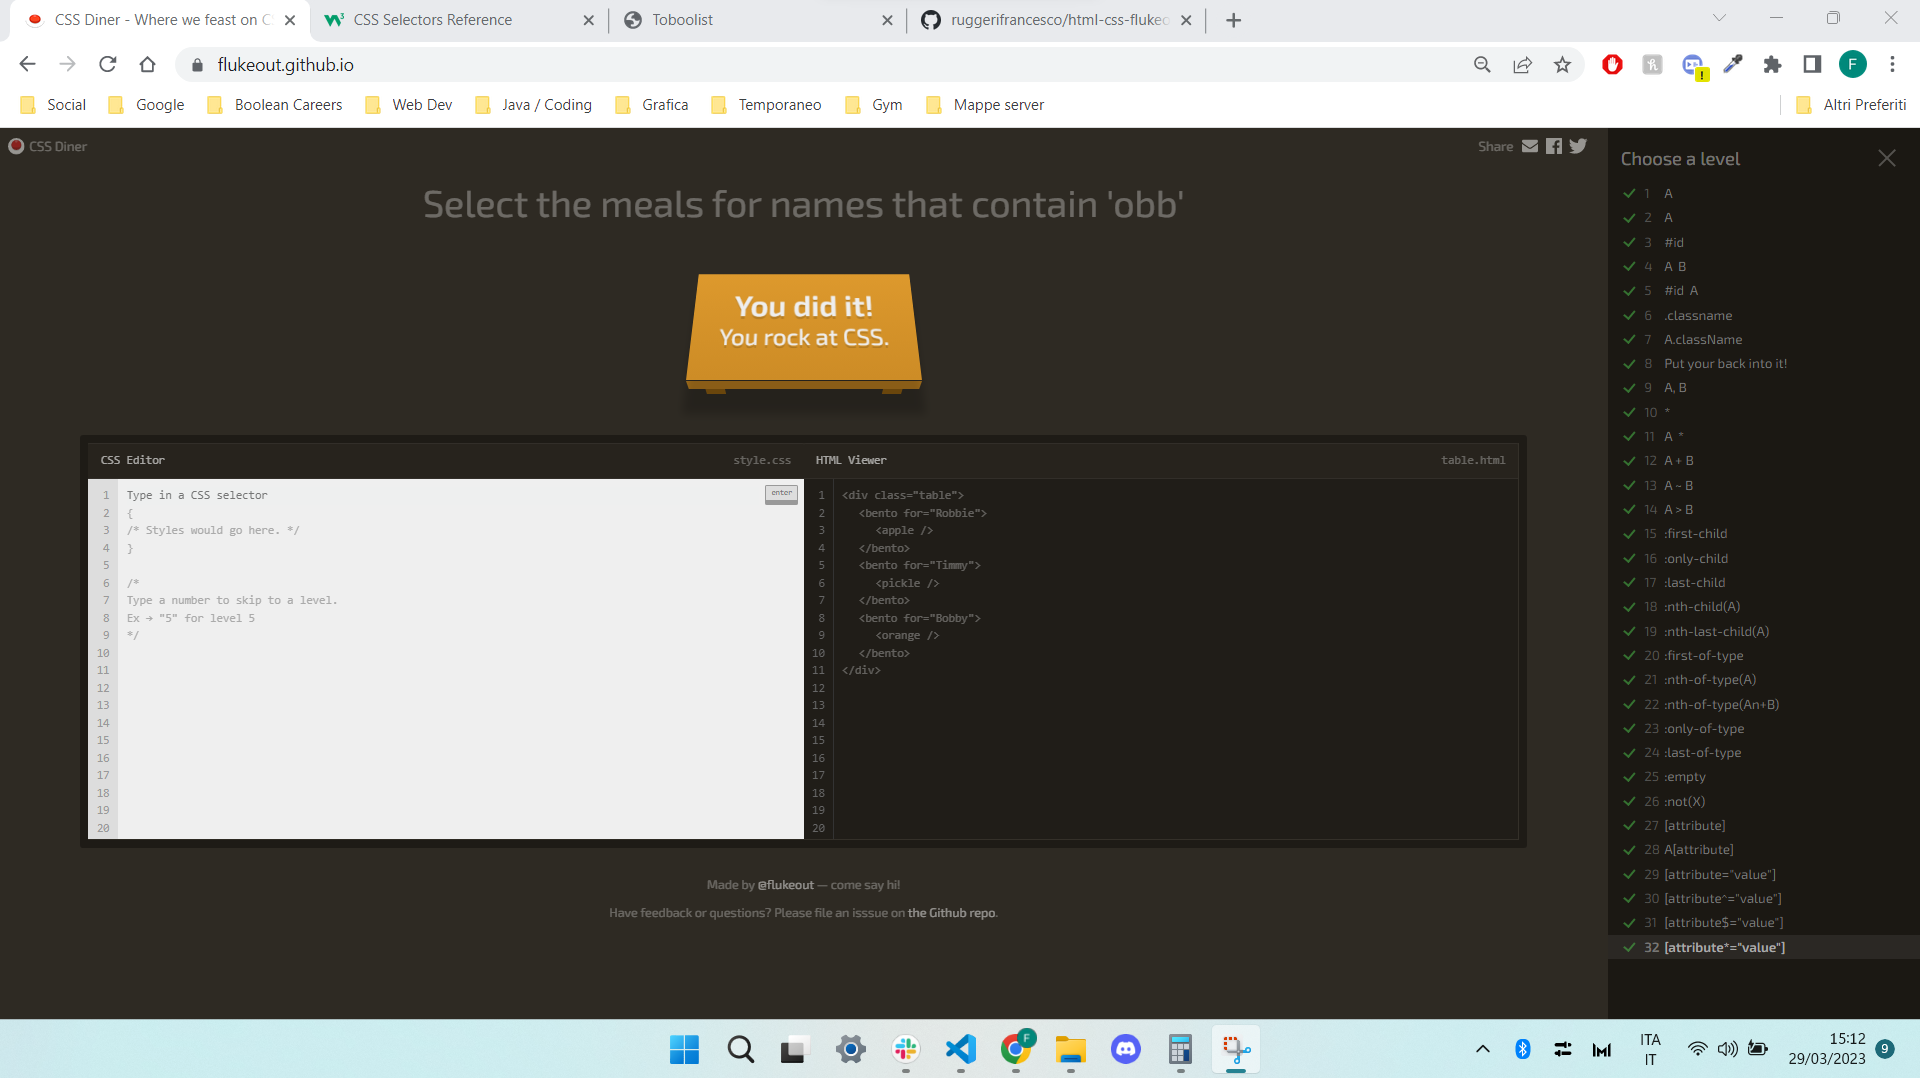 CSS Diner - Where we feast on C
CSS Selectors Reference
Toboolist
ruggerifrancesco/html-css-flukeo
flukeout.github.io
F
Social
Google
Boolean Careers
Web Dev
Java / Coding
Grafica
Temporaneo
Gym
Mappe server
Altri Preferiti
CSS Diner
Share
Select the meals for names that contain 'obb'
You did it!
You rock at CSS.
CSS Editor
style.css
HTML Viewer
table.html
enter
1 Type in a CSS selector
2 {
3 /* Styles would go here. */
4 }
5
6 /*
7 Type a number to skip to a level.
8 Ex → "5" for level 5
9 */
10
11
12
13
14
15
16
17
18
19
20
1 <div class="table">
2 <bento for="Robbie">
3 <apple />
4 </bento>
5 <bento for="Timmy">
6 <pickle />
7 </bento>
8 <bento for="Bobby">
9 <orange />
10 </bento>
11 </div>
12
13
14
15
16
17
18
19
20
Made by @flukeout — come say hi!
Have feedback or questions? Please file an isssue on the Github repo.
Choose a level
1 A
2 A
3 #id
4 A B
5 #id A
6 .classname
7 A.className
8 Put your back into it!
9 A, B
10 *
11 A *
12 A + B
13 A ~ B
14 A > B
15 :first-child
16 :only-child
17 :last-child
18 :nth-child(A)
19 :nth-last-child(A)
20 :first-of-type
21 :nth-of-type(A)
22 :nth-of-type(An+B)
23 :only-of-type
24 :last-of-type
25 :empty
26 :not(X)
27 [attribute]
28 A[attribute]
29 [attribute="value"]
30 [attribute^="value"]
31 [attribute$="value"]
32 [attribute*="value"]
F
ITA
IT
15:12
29/03/2023
9